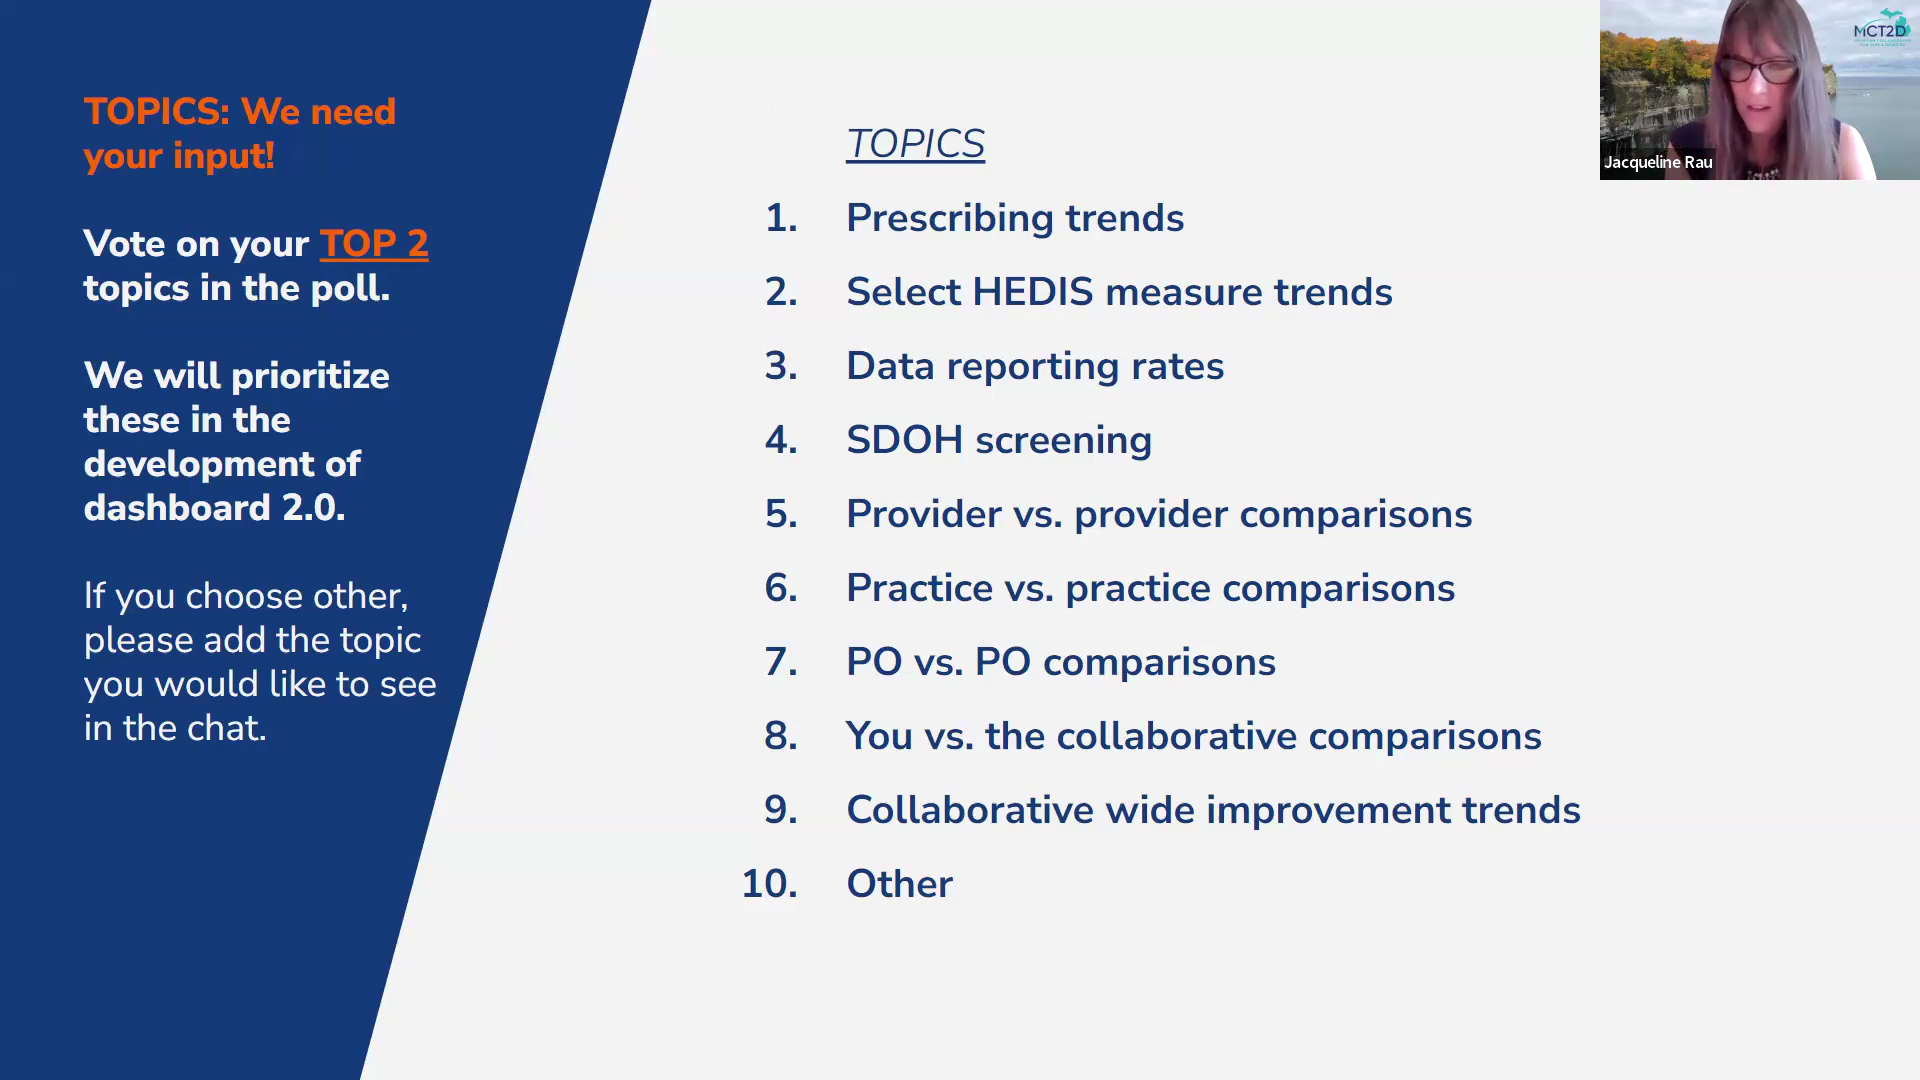 TOPICS: We need
your input!
Vote on your TOP 2
topics in the poll.
We will prioritize
these in the
development of
dashboard 2.0.
If you choose other,
please add the topic
you would like to see
in the chat.
TOPICS
1. Prescribing trends
2. Select HEDIS measure trends
3. Data reporting rates
4. SDOH screening
5. Provider vs. provider comparisons
6. Practice vs. practice comparisons
7. PO vs. PO comparisons
8. You vs. the collaborative comparisons
9. Collaborative wide improvement trends
10. Other
MCT2D
Jacqueline Rau